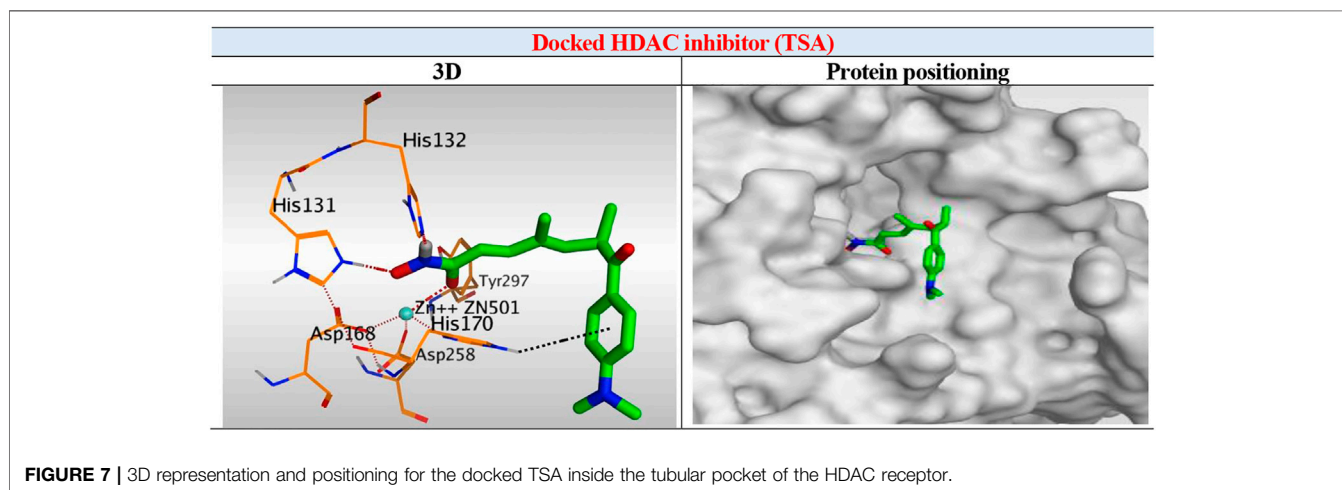 Docked HDAC inhibitor (TSA)
3D
Protein positioning
His132
His131
Tyr297
Zn++ ZN501
Asp168
His170
Asp258
FIGURE 7 | 3D representation and positioning for the docked TSA inside the tubular pocket of the HDAC receptor.